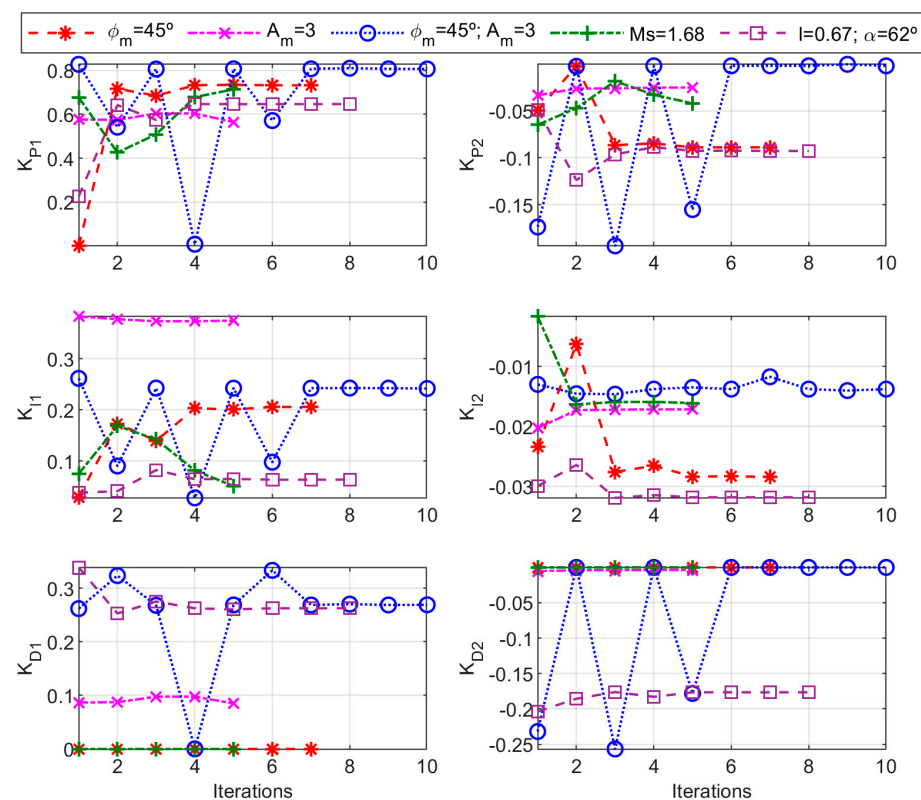 ϕm=45º Am=3 ϕm=45º; Am=3 Ms=1.68 I=0.67; α=62º
KP1 0.8 0.6 0.4 0.2 2 4 6 8 10
KP2 -0.05 -0.1 -0.15 2 4 6 8 10
KI1 0.3 0.2 0.1 2 4 6 8 10
KI2 -0.01 -0.02 -0.03 2 4 6 8 10
KD1 0.3 0.2 0.1 0 2 4 6 8 10
Iterations
KD2 -0.05 -0.1 -0.15 -0.2 -0.25 2 4 6 8 10
Iterations